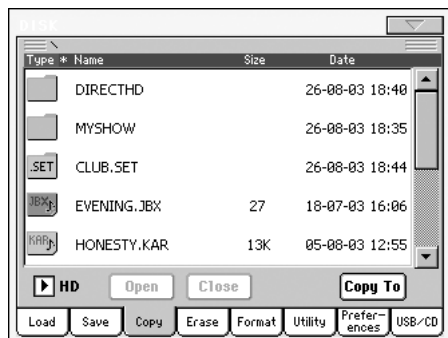 DISK
Type * Name Size Date
DIRECTHD 26-08-03 18:40
MYSHOW 26-08-03 18:35
.SET CLUB.SET 26-08-03 18:44
JBX EVENING.JBX 27 18-07-03 16:06
KAR HONESTY.KAR 13K 05-08-03 12:55
HD Open Close Copy To
Load Save Copy Erase Format Utility Prefer-
ences USB/CD